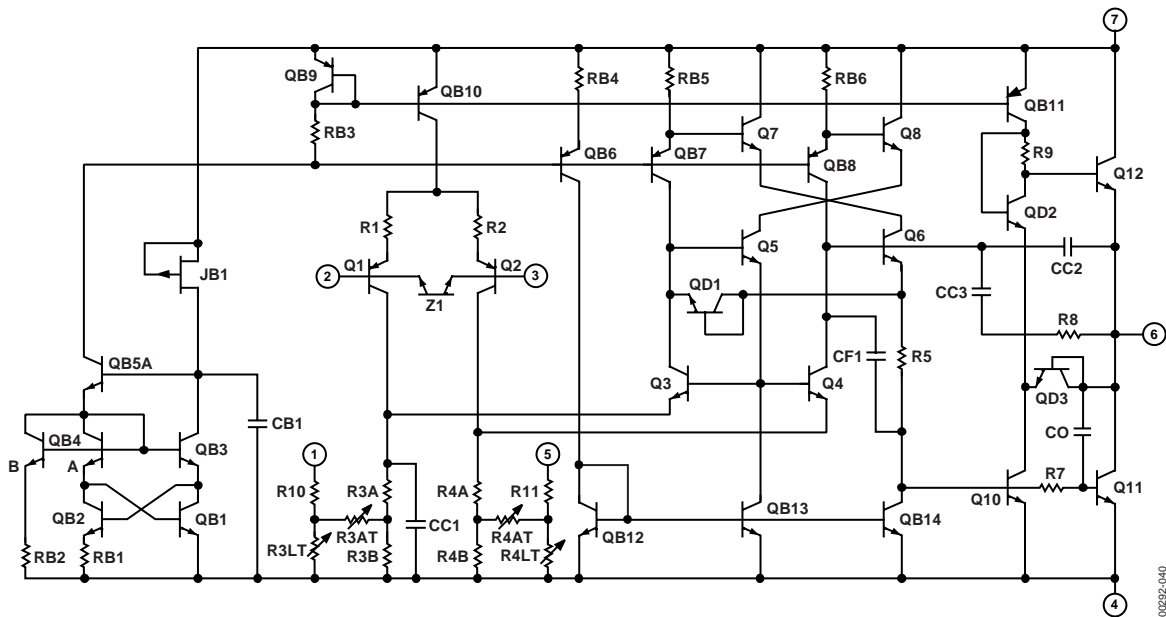 7
QB9
QB10
RB4
RB5
RB6
QB11
RB3
Q7
Q8
QB6
QB7
QB8
R9
Q12
QD2
R1
R2
Q5
Q6
JB1
2
Q1
Z1
Q2
3
CC2
QD1
CC3
R8
6
QB5A
CB1
Q3
CF1
Q4
R5
QD3
QB4
QB3
CO
B
A
1
5
R10
R3A
R4A
R11
Q10
R7
Q11
QB2
QB1
CC1
QB12
QB13
QB14
R3LT
R3AT
R3B
R4B
R4AT
R4LT
RB2
RB1
4
00292-040